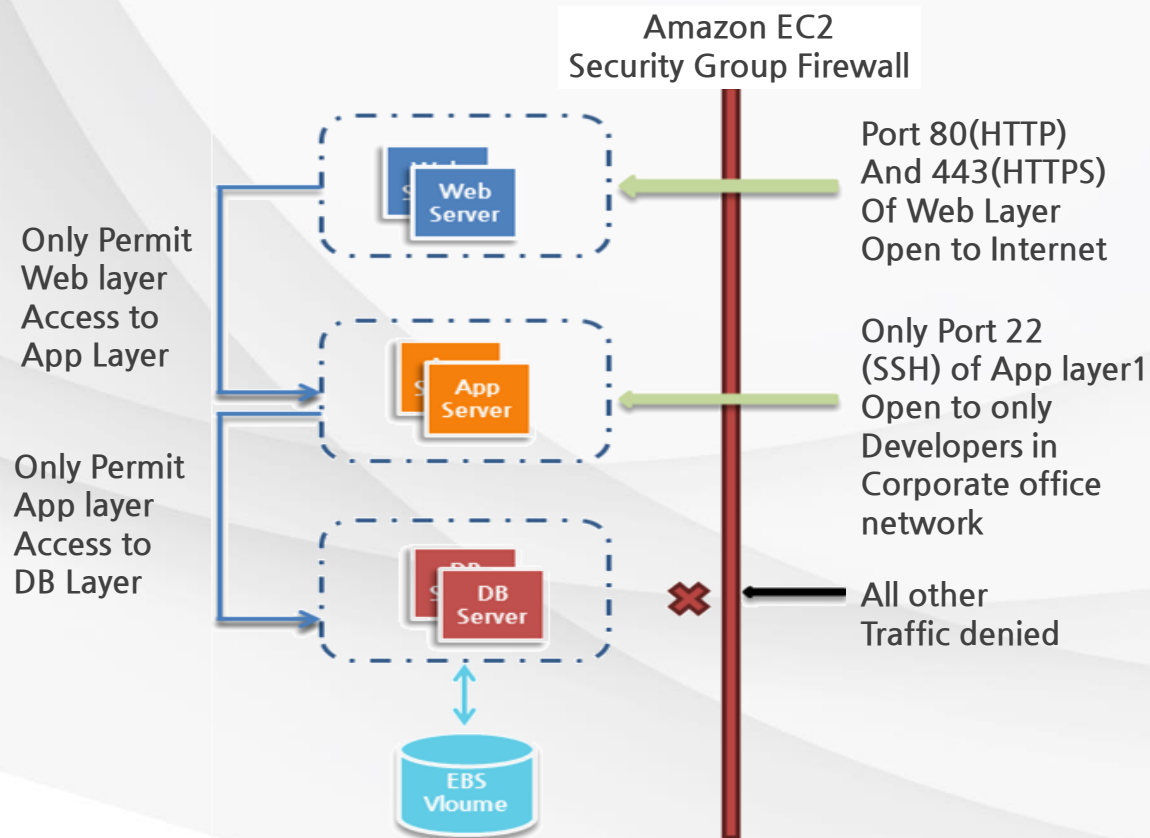 Amazon EC2
Security Group Firewall
Port 80(HTTP)
And 443(HTTPS)
Of Web Layer
Open to Internet
Web
Server
Only Permit
Web layer
Access to
App Layer
Only Port 22
(SSH) of App layer1
Open to only
Developers in
Corporate office
network
App
Server
Only Permit
App layer
Access to
DB Layer
DB
Server
All other
Traffic denied
EBS
Vloume